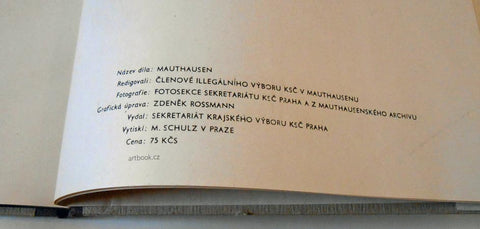 Název díla: MAUTHAUSEN
Redigovali: ČLENOVÉ ILLEGÁLNÍHO VÝBORU KSČ V MAUTHAUSENU
Fotografie: FOTOSEKCE SEKRETARIÁTU KSČ PRAHA A Z MAUTHAUSENSKÉHO ARCHIVU
Grafická úprava: ZDENĚK ROSSMANN
Vydal: SEKRETARIÁT KRAJSKÉHO VÝBORU KSČ PRAHA
Vytiskl: M. SCHULZ V PRAZE
Cena: 75 KČS
artbook.cz